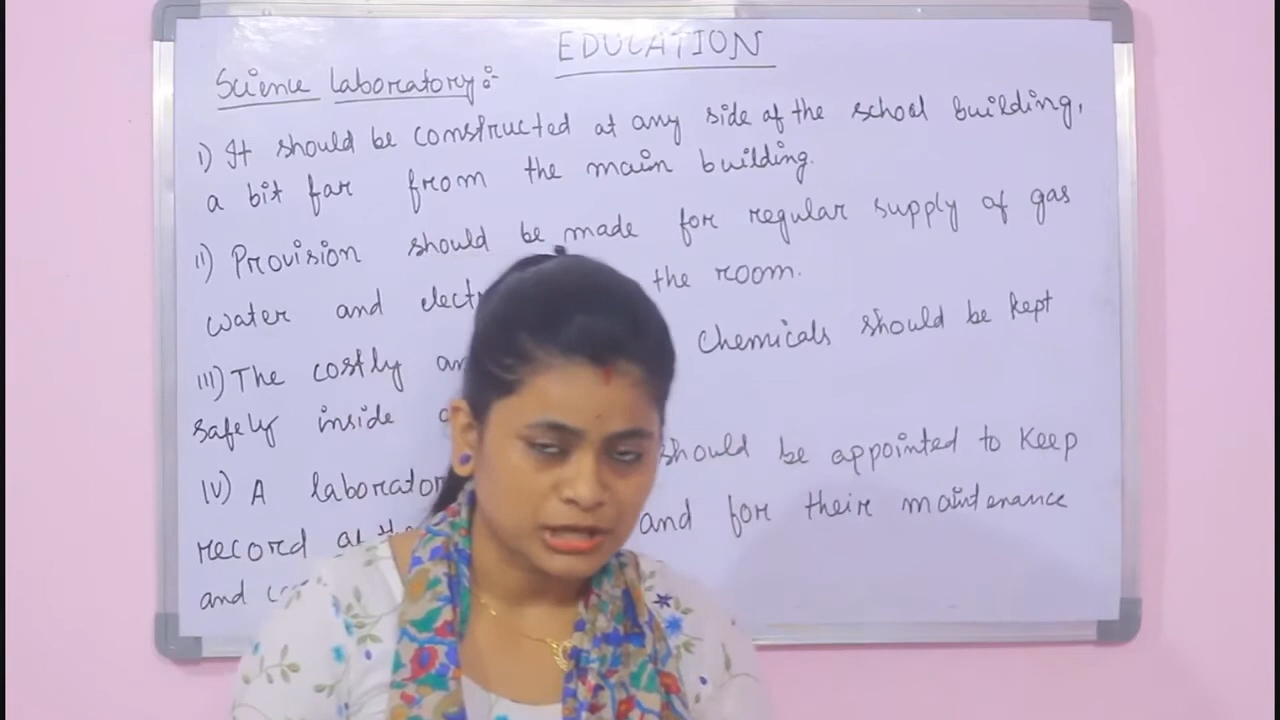 EDUCATION
Science laboratory:-
i) It should be constructed at any side of the school building,
a bit far from the main building.
ii) Provision should be made for regular supply of gas
water and the room.
iii) The costly chemicals should be kept
safely inside
iv) A should be appointed to keep
record and for their maintenance
and